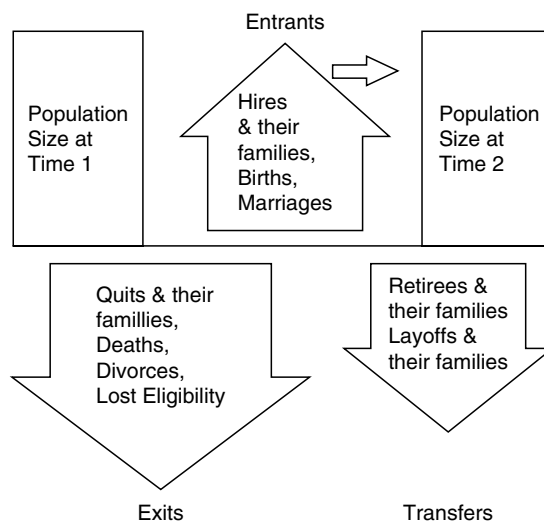 Entrants
Population
Size at
Time 1
Hires
& their
families,
Births,
Marriages
Population
Size at
Time 2
Quits & their
famillies,
Deaths,
Divorces,
Lost Eligibility
Retirees &
their families
Layoffs &
their families
Exits
Transfers